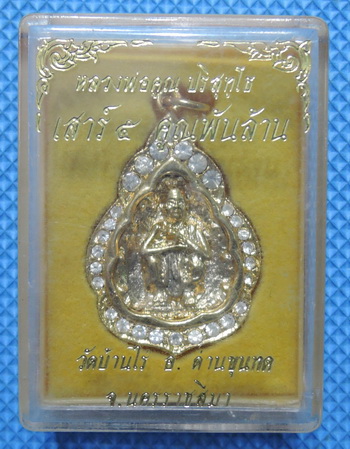 หลวงพ่อคูณ ปริสุทโธ
เสาร์ ๕ คูณพันล้าน
วัดบ้านไร่ อ. ด่านขุนทด
จ.นครราชสีมา